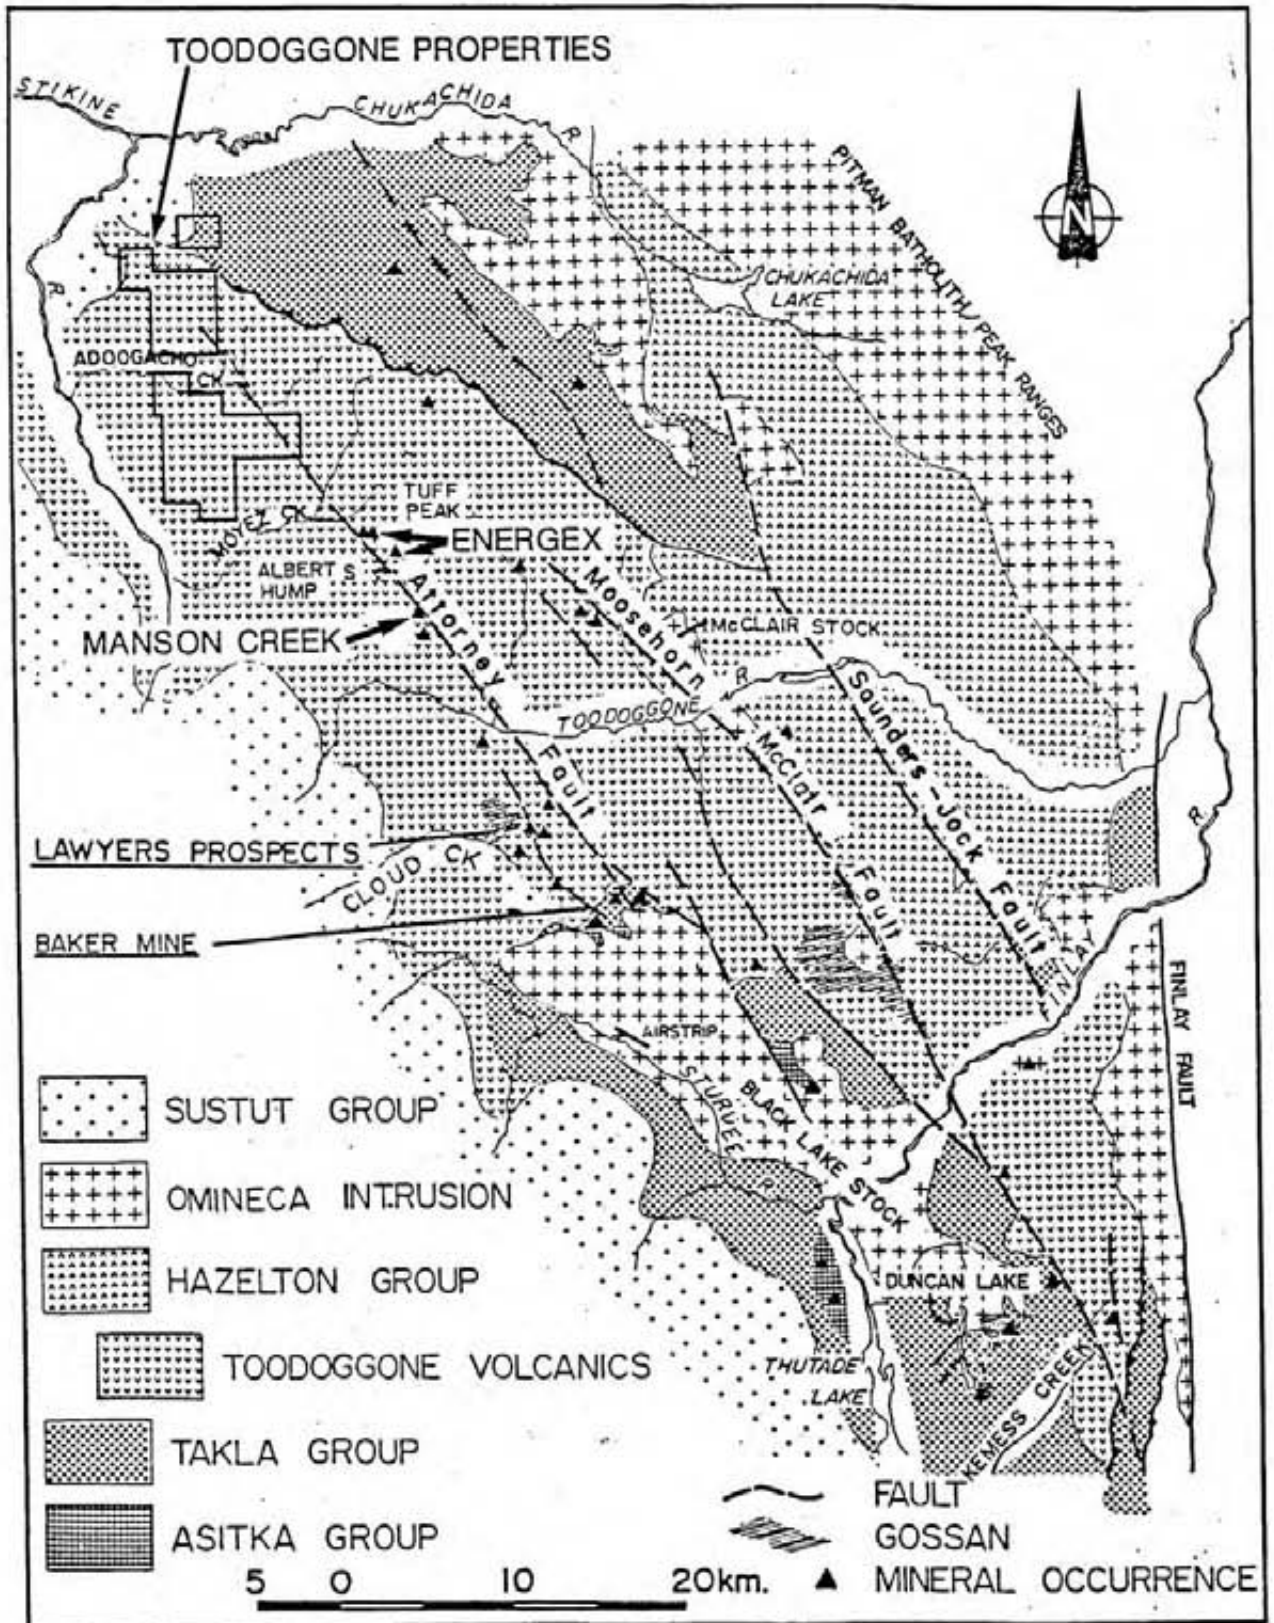 TOODOGGONE PROPERTIES
STIKINE
R.
CHUKACHIDA
R.
PITMAN BATHOLITH/ PEAK RANGES
N
CHUKACHIDA
LAKE
ADOOGACHO
CK.
TUFF
PEAK
MOYEZ CK.
ENERGEX
ALBERT S
HUMP
MANSON CREEK
Attorney Fault
Moosehorn McClair Fault
McCLAIR STOCK
TOODOGGONE R.
Saunders-Jock Fault
LAWYERS PROSPECTS
CLOUD CK
BAKER MINE
R.
INLAY
FINLAY FAULT
AIRSTRIP
STURDEE
R.
BLACK LAKE STOCK
DUNCAN LAKE
THUTADE
LAKE
KEMESS CREEK
SUSTUT GROUP
OMINECA INTRUSION
HAZELTON GROUP
TOODOGGONE VOLCANICS
TAKLA GROUP
ASITKA GROUP
FAULT
GOSSAN
MINERAL OCCURRENCE
5 0 10 20km.